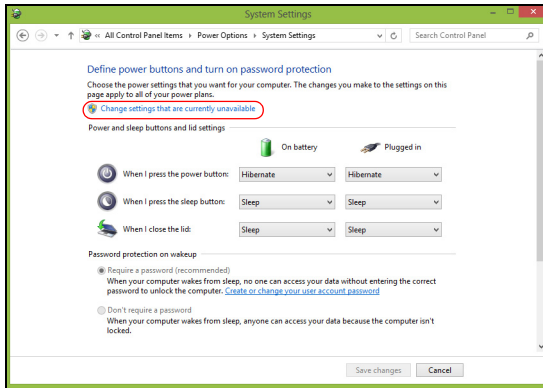 System Settings
« All Control Panel Items ▸ Power Options ▸ System Settings
Search Control Panel
Define power buttons and turn on password protection
Choose the power settings that you want for your computer. The changes you make to the settings on this
page apply to all of your power plans.
Change settings that are currently unavailable
Power and sleep buttons and lid settings
On battery Plugged in
When I press the power button: Hibernate Hibernate
When I press the sleep button: Sleep Sleep
When I close the lid: Sleep Sleep
Password protection on wakeup
Require a password (recommended)
When your computer wakes from sleep, no one can access your data without entering the correct
password to unlock the computer. Create or change your user account password
Don't require a password
When your computer wakes from sleep, anyone can access your data because the computer isn't
locked.
Save changes Cancel